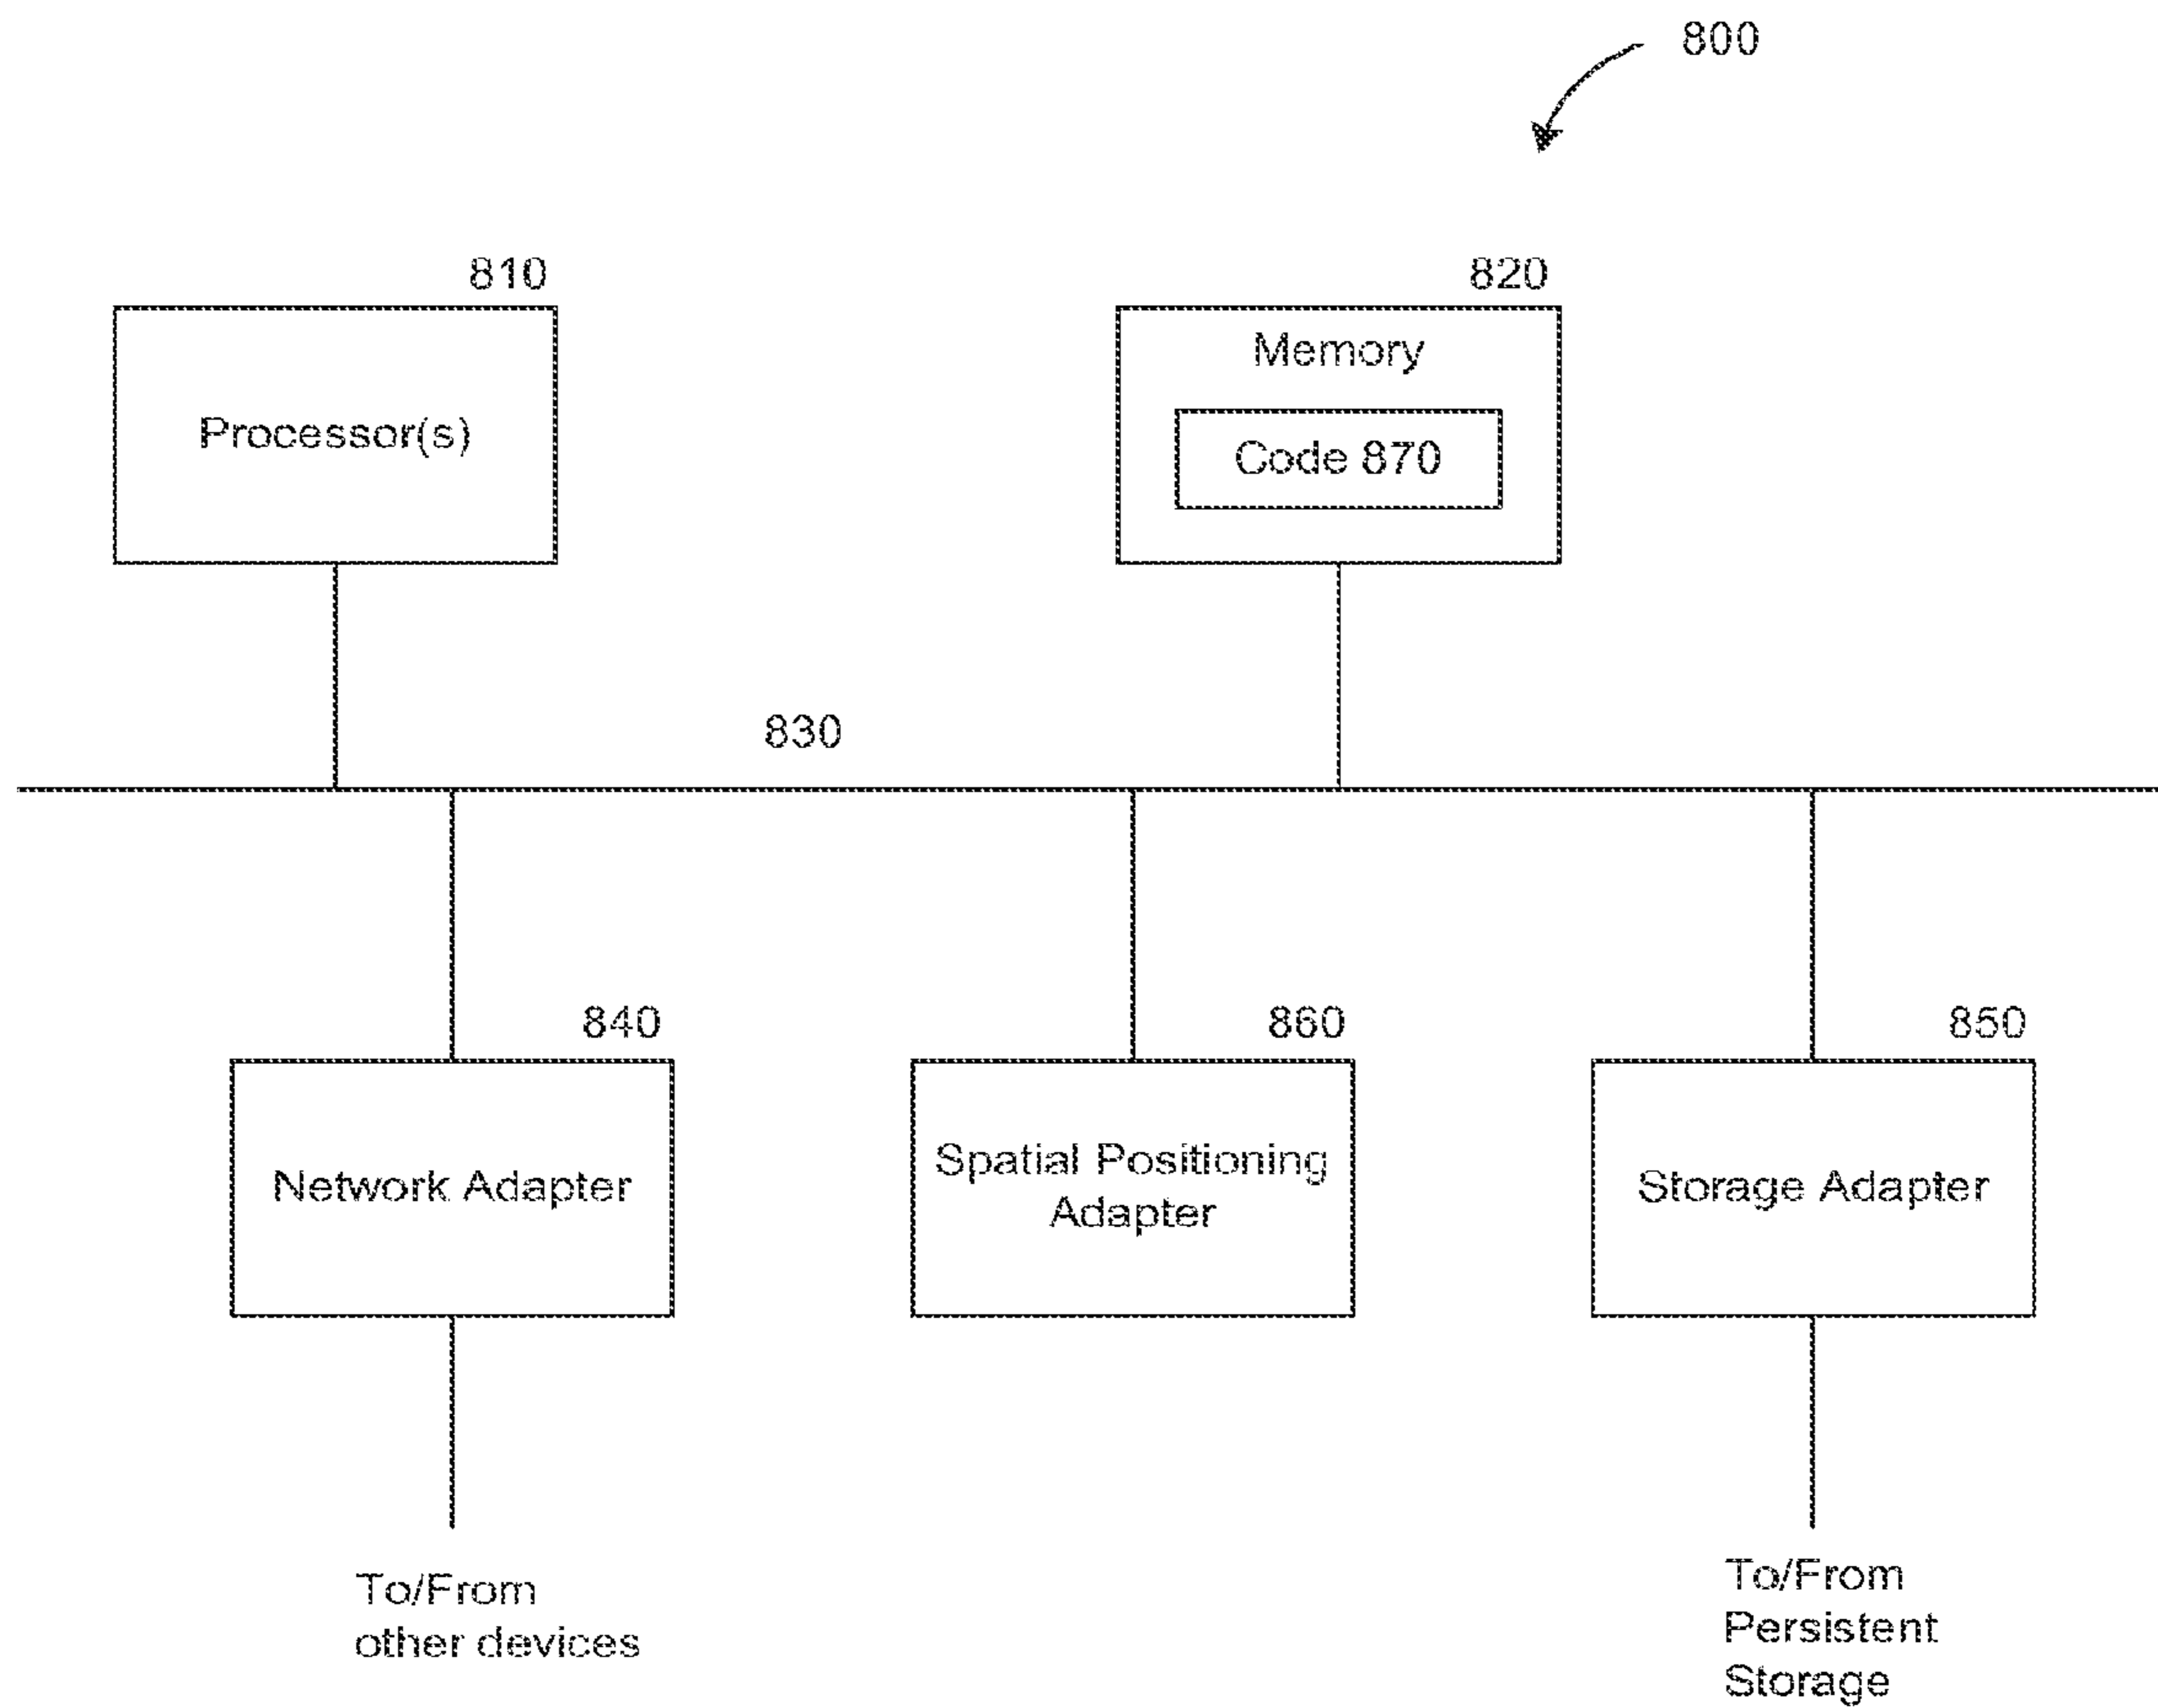 800
810
820
Processor(s)
Memory
Code 870
830
840
860
850
Network Adapter
Spatial Positioning
Adapter
Storage Adapter
To/From
other devices
To/From
Persistent
Storage